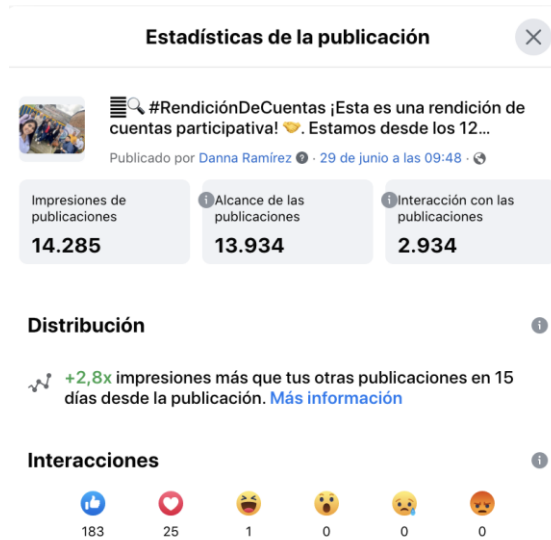 Estadísticas de la publicación
#RendiciónDeCuentas ¡Esta es una rendición de
cuentas participativa! 🤝. Estamos desde los 12...
Publicado por Danna Ramírez · 29 de junio a las 09:48 ·
Impresiones de
publicaciones
14.285
Alcance de las
publicaciones
13.934
Interacción con las
publicaciones
2.934
Distribución
+2,8x impresiones más que tus otras publicaciones en 15
días desde la publicación. Más información
Interacciones
183 25 1 0 0 0